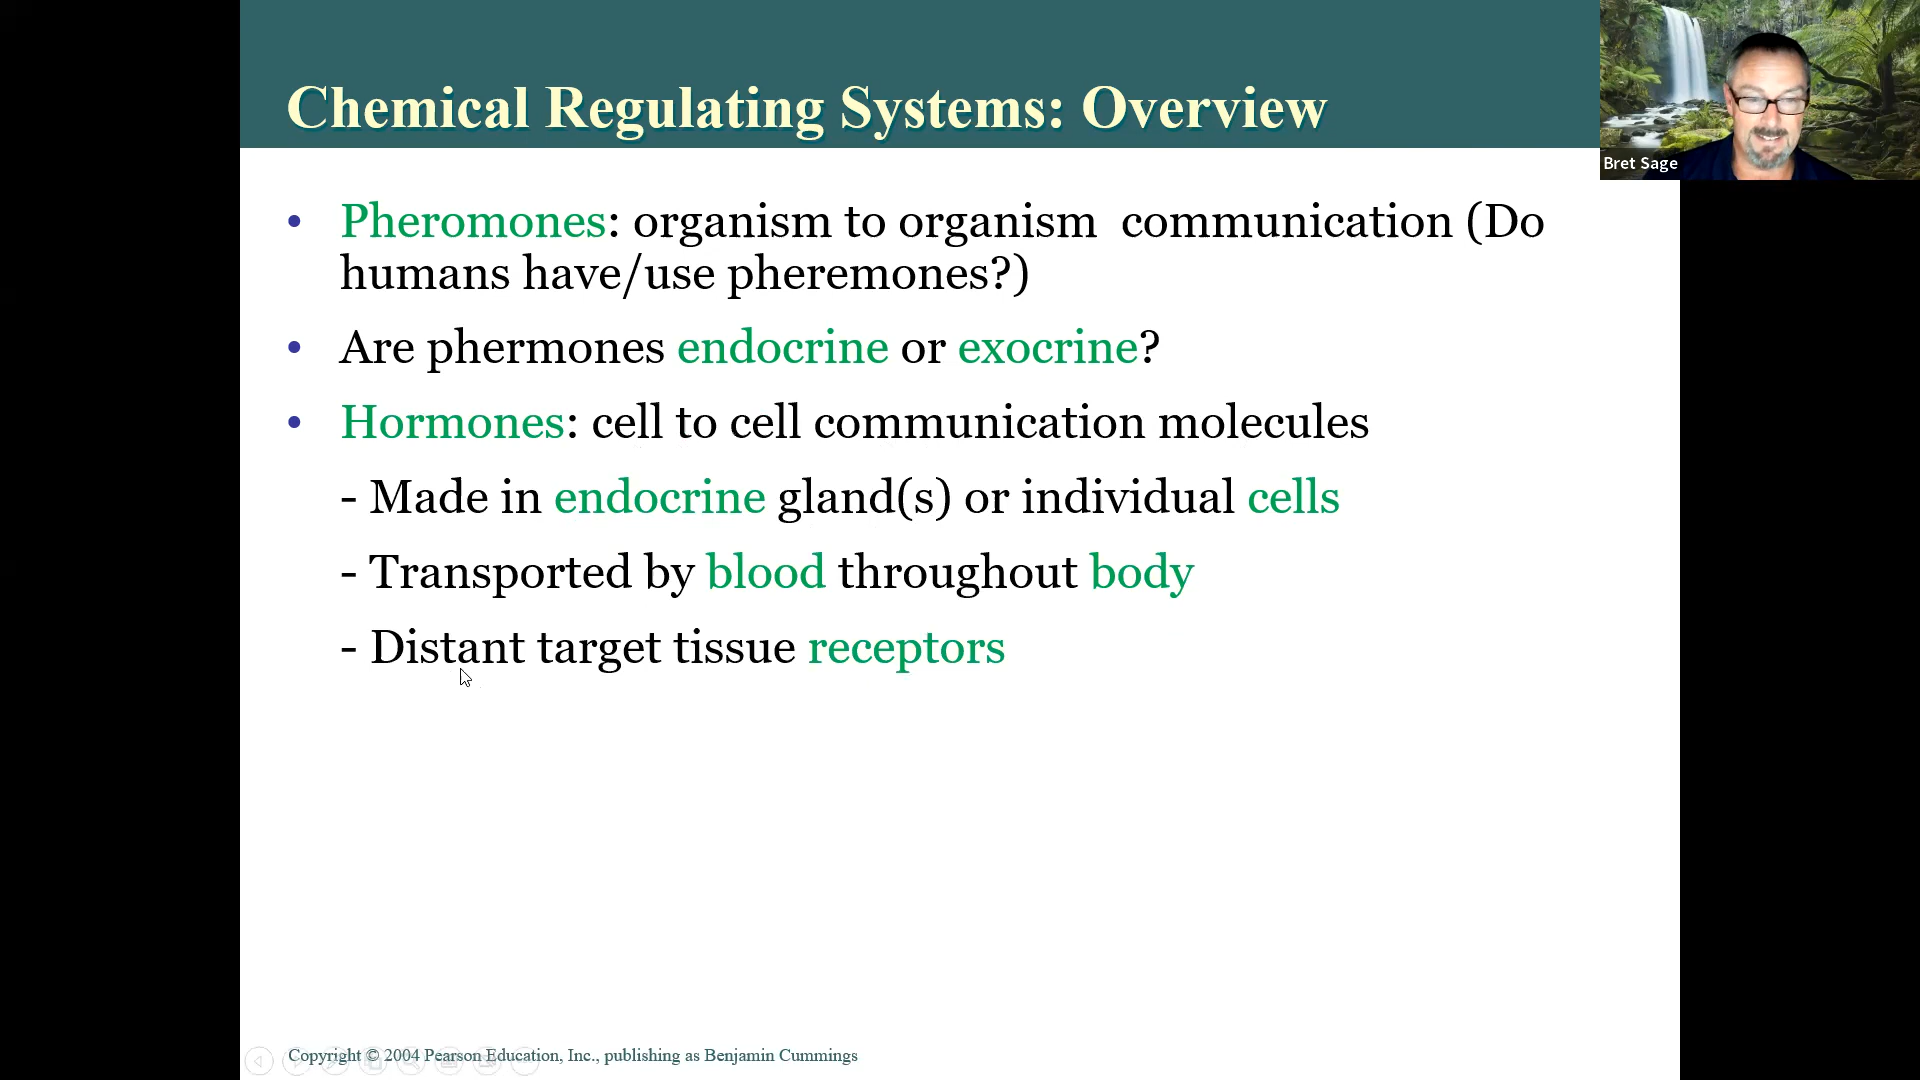 Chemical Regulating Systems: Overview
Bret Sage
• Pheromones: organism to organism  communication (Do
humans have/use pheremones?)
• Are phermones endocrine or exocrine?
• Hormones: cell to cell communication molecules
- Made in endocrine gland(s) or individual cells
- Transported by blood throughout body
- Distant target tissue receptors
Copyright © 2004 Pearson Education, Inc., publishing as Benjamin Cummings